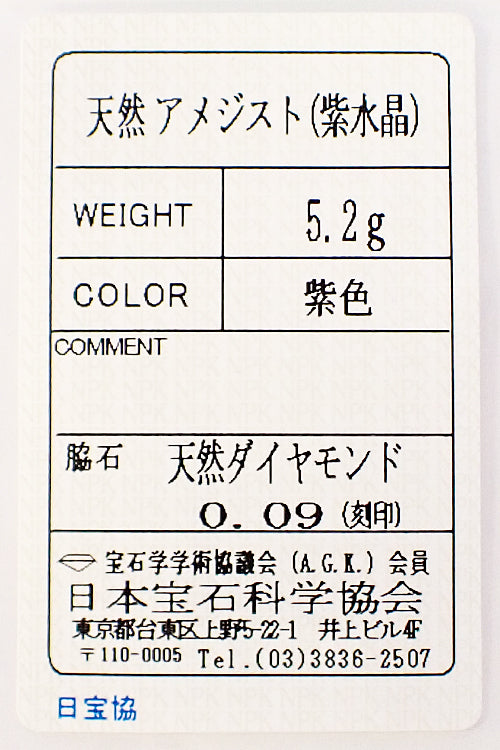 天然 アメジスト(紫水晶)
WEIGHT 5.2g
COLOR 紫色
COMMENT
脇石 天然ダイヤモンド
0.09 (刻印)
宝石学学術協議会 (A.G.K.) 会員
日本宝石科学協会
東京都台東区上野5-22-1 井上ビル4F
〒110-0005 Tel.(03)3836-2507
日宝協